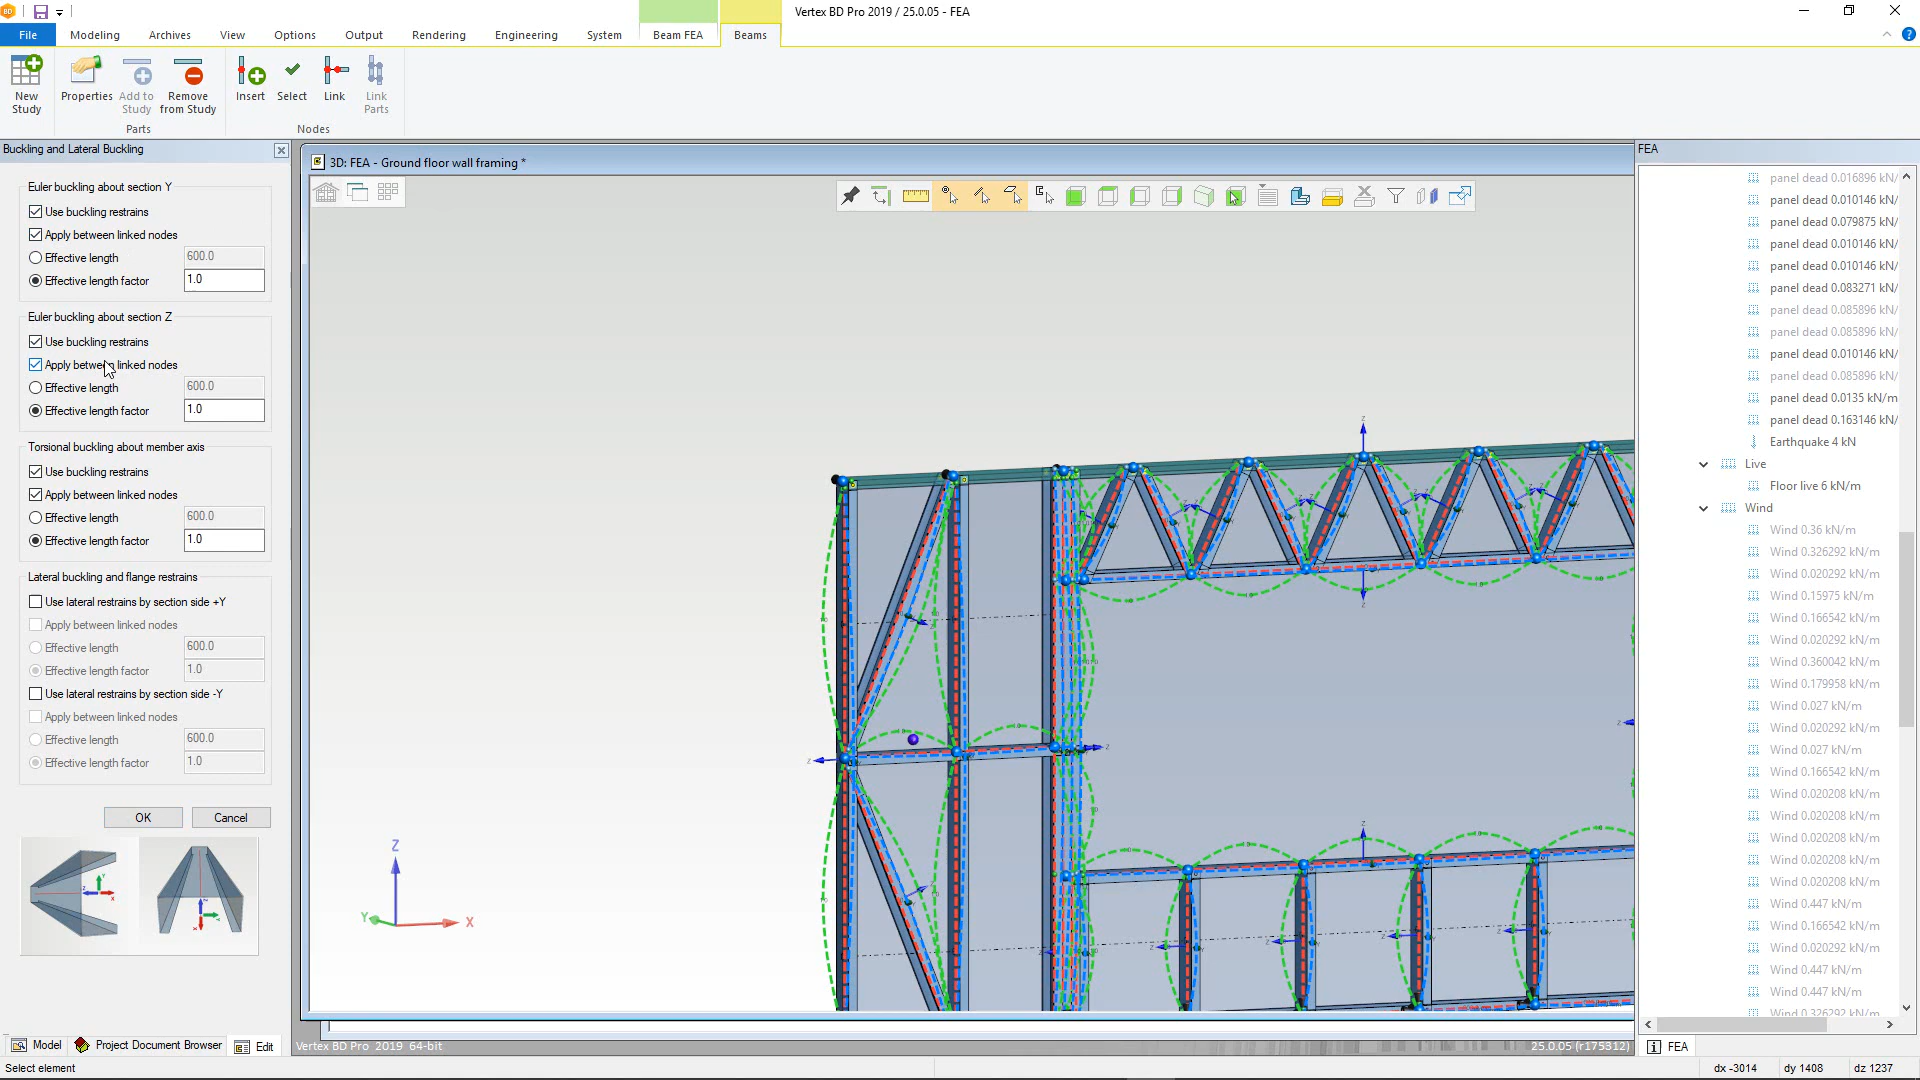 Vertex BD Pro 2019 / 25.0.05 - FEA
File
Modeling
Archives
View
Options
Output
Rendering
Engineering
System
Beam FEA
Beams
New Study
Properties
Add to Study
Remove from Study
Insert
Select
Link
Link Parts
Parts
Nodes
Buckling and Lateral Buckling
Euler buckling about section Y
Use buckling restrains
Apply between linked nodes
Effective length 600.0
Effective length factor 1.0
Euler buckling about section Z
Use buckling restrains
Apply between linked nodes
Effective length 600.0
Effective length factor 1.0
Torsional buckling about member axis
Use buckling restrains
Apply between linked nodes
Effective length 600.0
Effective length factor 1.0
Lateral buckling and flange restrains
Use lateral restrains by section side +Y
Apply between linked nodes
Effective length 600.0
Effective length factor 1.0
Use lateral restrains by section side -Y
Apply between linked nodes
Effective length 600.0
Effective length factor 1.0
OK
Cancel
Model
Project Document Browser
Edit
3D: FEA - Ground floor wall framing *
Z
Y
X
Vertex BD Pro 2019 64-bit
25.0.05 (r175312)
FEA
panel dead 0.016896 kN/
panel dead 0.010146 kN/
panel dead 0.079875 kN/
panel dead 0.010146 kN/
panel dead 0.010146 kN/
panel dead 0.083271 kN/
panel dead 0.085896 kN/
panel dead 0.085896 kN/
panel dead 0.010146 kN/
panel dead 0.085896 kN/
panel dead 0.0135 kN/m
panel dead 0.163146 kN/
Earthquake 4 kN
Live
Floor live 6 kN/m
Wind
Wind 0.36 kN/m
Wind 0.326292 kN/m
Wind 0.020292 kN/m
Wind 0.15975 kN/m
Wind 0.166542 kN/m
Wind 0.020292 kN/m
Wind 0.360042 kN/m
Wind 0.179958 kN/m
Wind 0.027 kN/m
Wind 0.020292 kN/m
Wind 0.027 kN/m
Wind 0.166542 kN/m
Wind 0.020208 kN/m
Wind 0.020208 kN/m
Wind 0.020208 kN/m
Wind 0.020208 kN/m
Wind 0.020208 kN/m
Wind 0.447 kN/m
Wind 0.166542 kN/m
Wind 0.020292 kN/m
Wind 0.447 kN/m
Wind 0.447 kN/m
Wind 0.326292 kN/m
FEA
Select element
dx -3014
dy 1408
dz 1237